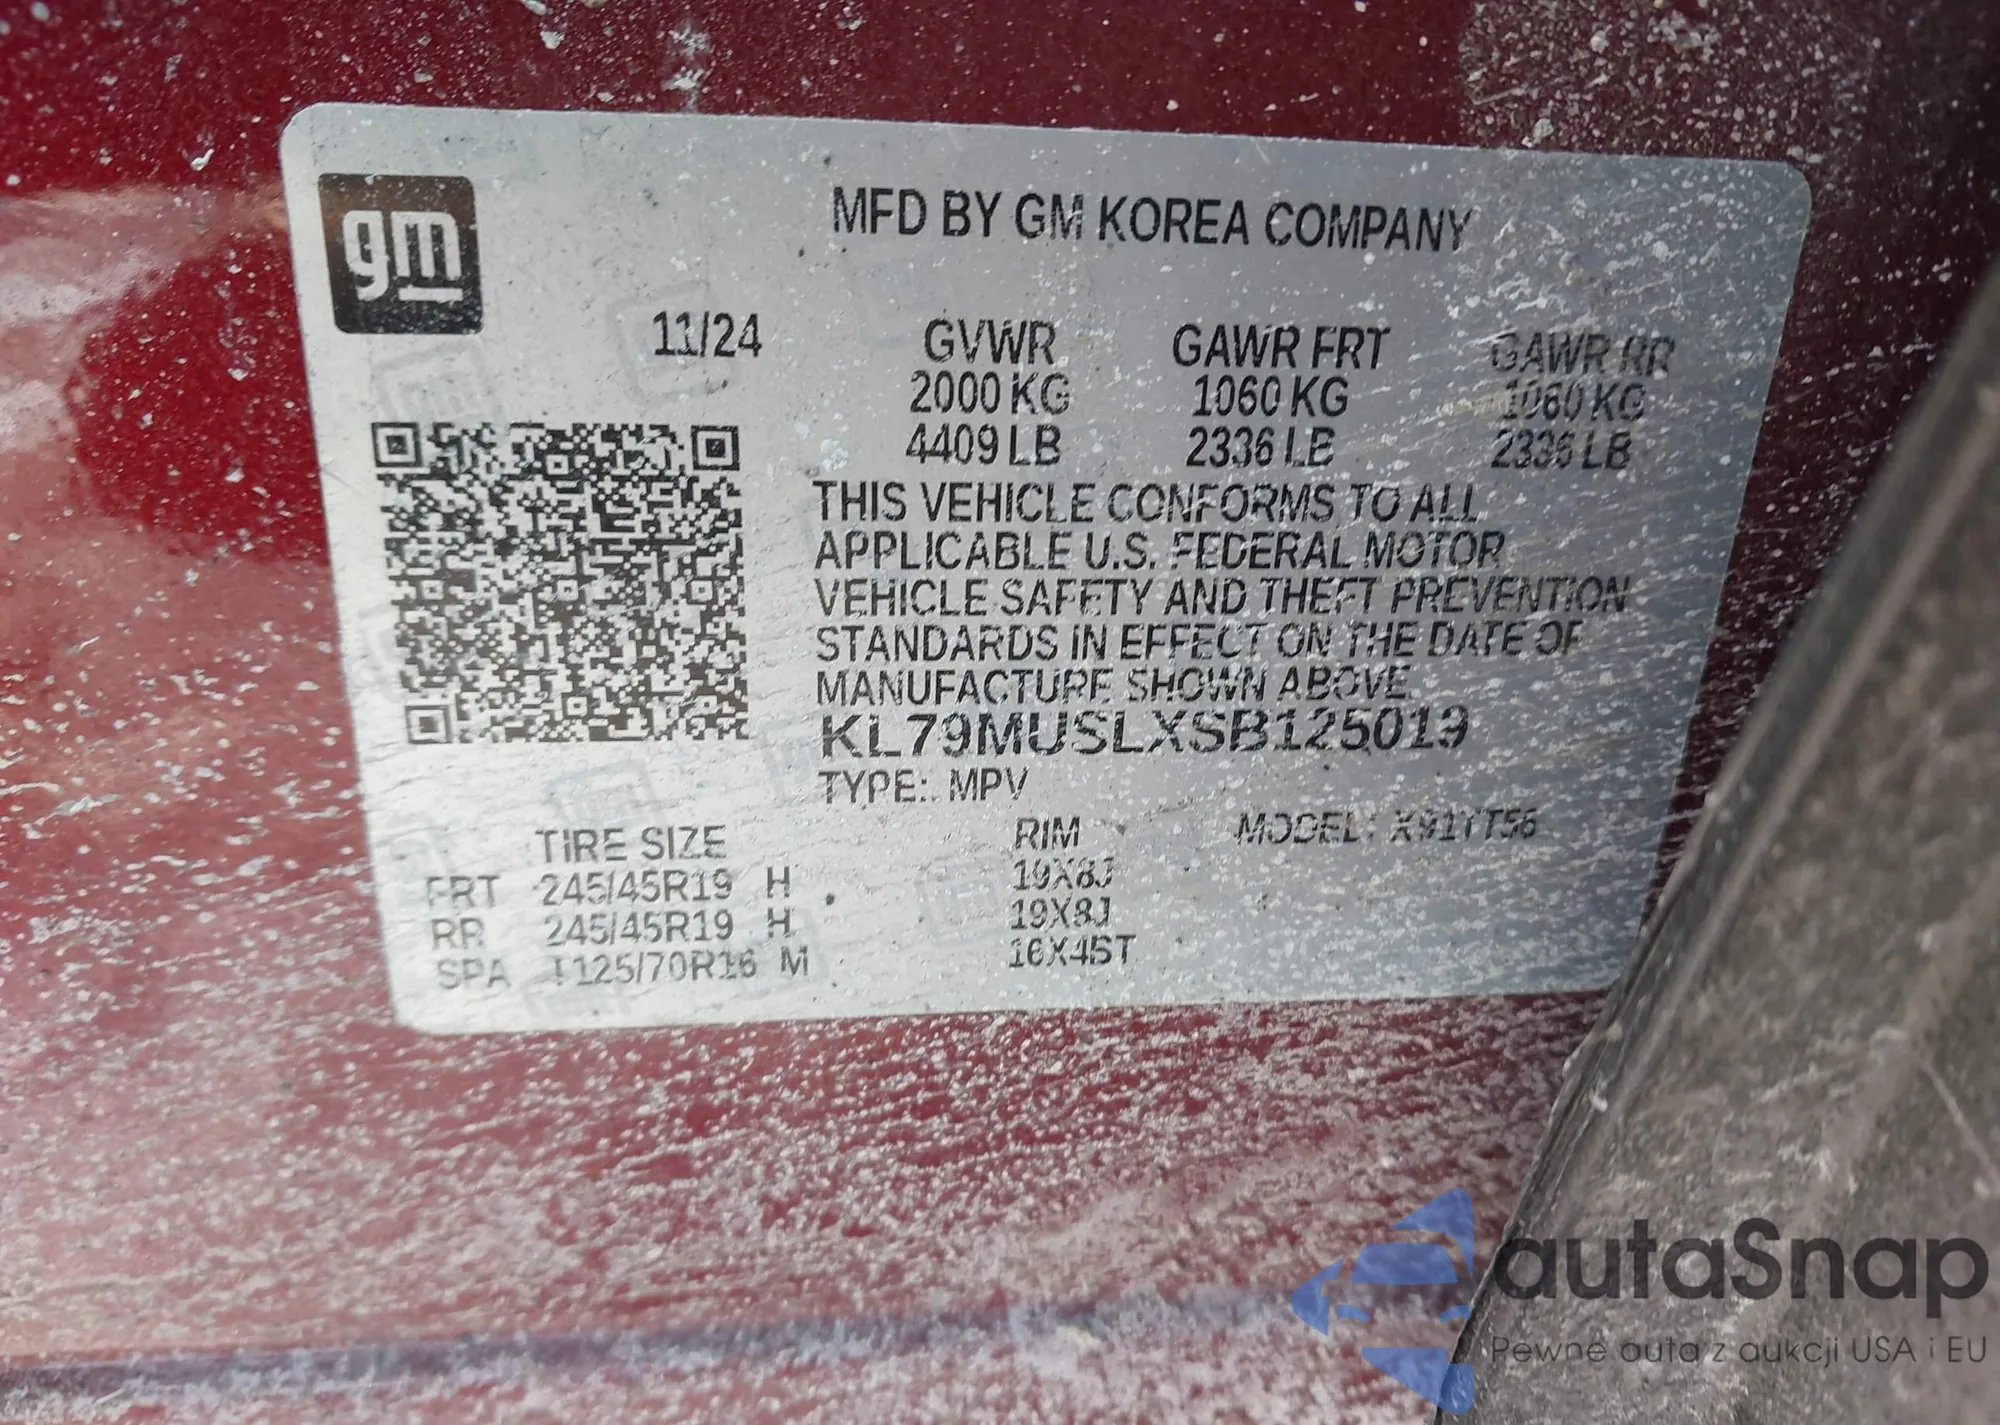 gm
MFD BY GM KOREA COMPANY
11/24 GVWR GAWR FRT GAWR RR
2000 KG 1060 KG 1060 KG
4409 LB 2336 LB 2336 LB
THIS VEHICLE CONFORMS TO ALL
APPLICABLE U.S. FEDERAL MOTOR
VEHICLE SAFETY AND THEFT PREVENTION
STANDARDS IN EFFECT ON THE DATE OF
MANUFACTURE SHOWN ABOVE.
KL79MUSLXSB125019
TYPE: MPV
TIRE SIZE RIM MODEL:
FRT 245/45R19 H 19X8J
RR 245/45R19 H 19X8J
SPA T125/70R16 M 16X4BT
autaSnap
Pewne auta z aukcji USA i EU